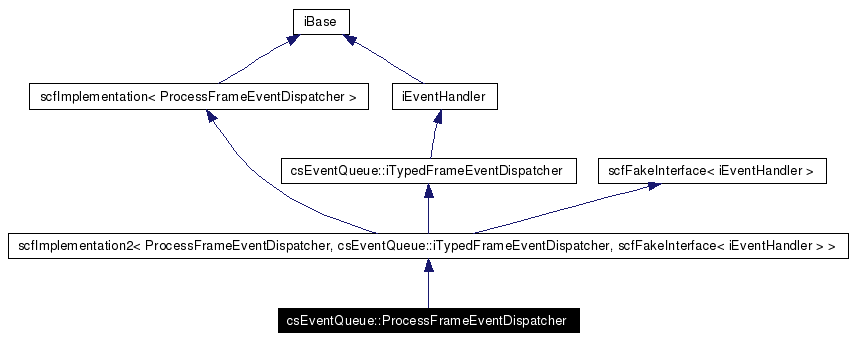 iBase
scfImplementation< ProcessFrameEventDispatcher >
iEventHandler
csEventQueue::iTypedFrameEventDispatcher
scfFakeInterface< iEventHandler >
scfImplementation2< ProcessFrameEventDispatcher, csEventQueue::iTypedFrameEventDispatcher, scfFakeInterface< iEventHandler > >
csEventQueue::ProcessFrameEventDispatcher